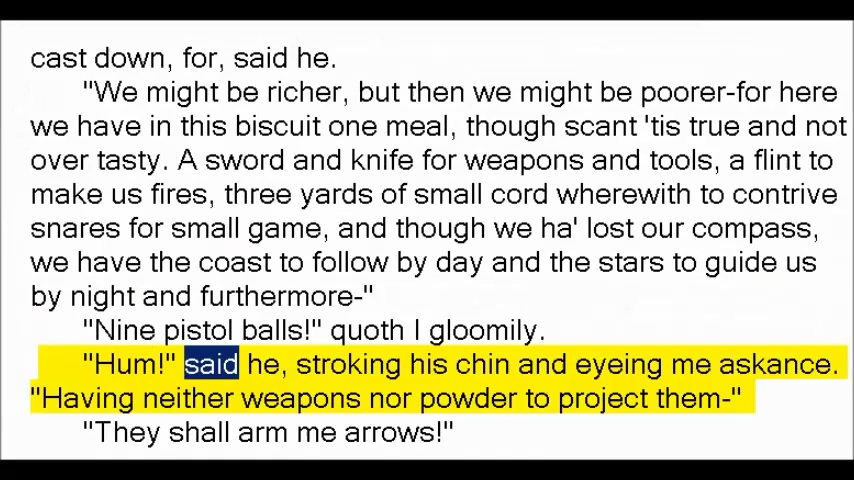 cast down, for, said he.
"We might be richer, but then we might be poorer-for here
we have in this biscuit one meal, though scant 'tis true and not
over tasty. A sword and knife for weapons and tools, a flint to
make us fires, three yards of small cord wherewith to contrive
snares for small game, and though we ha' lost our compass,
we have the coast to follow by day and the stars to guide us
by night and furthermore-"
"Nine pistol balls!" quoth I gloomily.
"Hum!" said he, stroking his chin and eyeing me askance.
"Having neither weapons nor powder to project them-"
"They shall arm me arrows!"